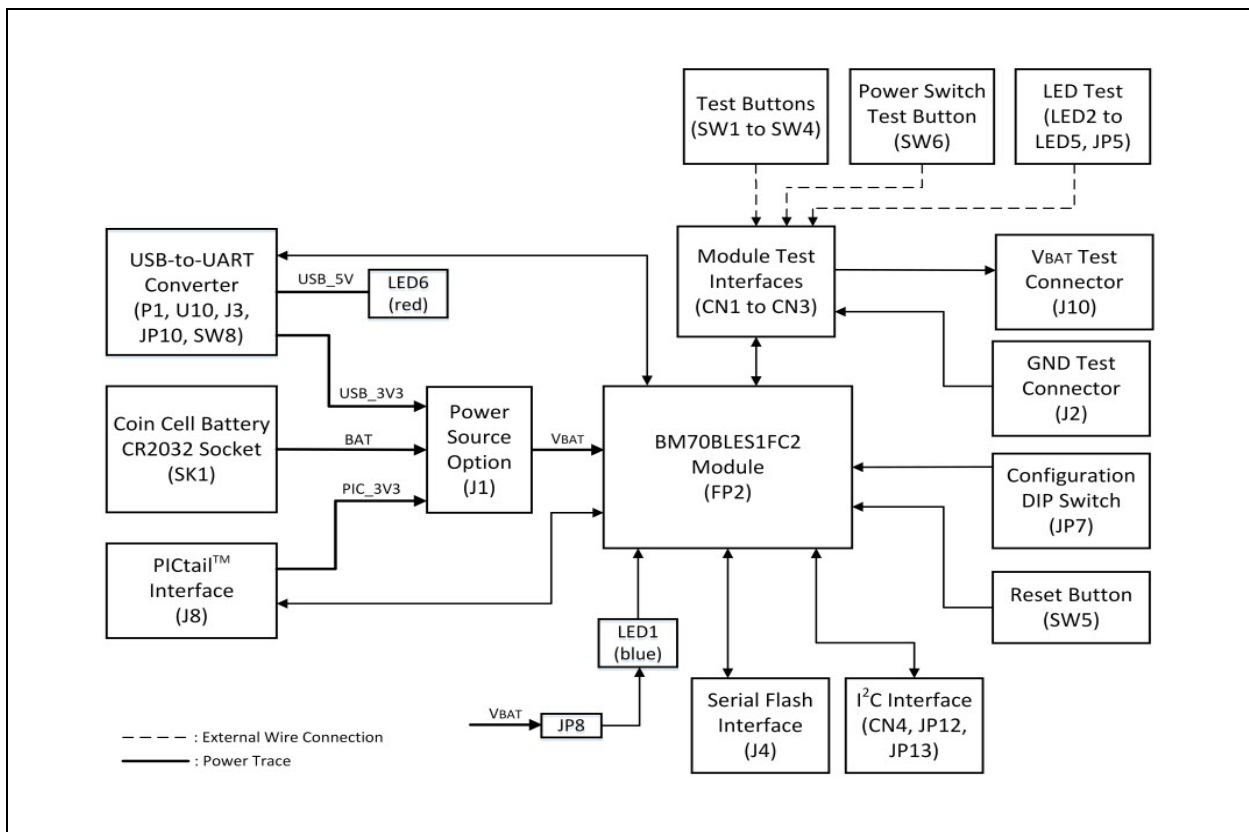 Test Buttons
(SW1 to SW4)
Power Switch
Test Button
(SW6)
LED Test
(LED2 to
LED5, JP5)
USB-to-UART
Converter
(P1, U10, J3,
JP10, SW8)
USB_5V
LED6
(red)
Module Test
Interfaces
(CN1 to CN3)
VBAT Test
Connector
(J10)
GND Test
Connector
(J2)
USB_3V3
Coin Cell Battery
CR2032 Socket
(SK1)
BAT
Power
Source
Option
(J1)
VBAT
BM70BLES1FC2
Module
(FP2)
Configuration
DIP Switch
(JP7)
PIC_3V3
PICtail™
Interface
(J8)
Reset Button
(SW5)
LED1
(blue)
VBAT
JP8
Serial Flash
Interface
(J4)
I²C Interface
(CN4, JP12,
JP13)
: External Wire Connection
: Power Trace